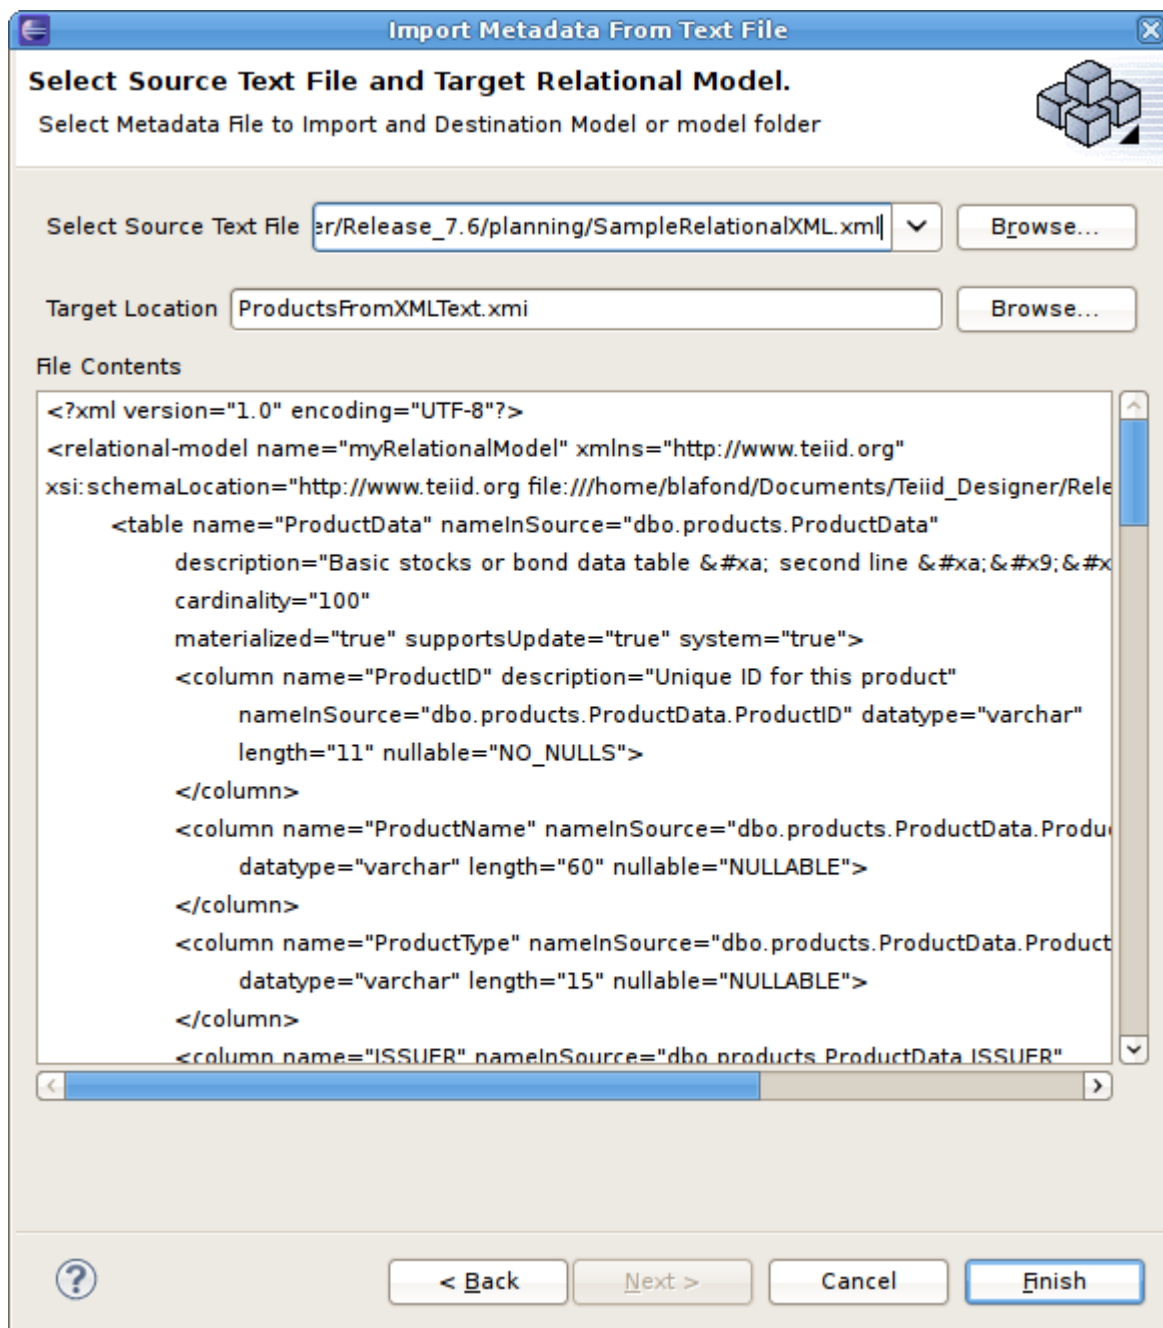 Import Metadata From Text File
Select Source Text File and Target Relational Model.
Select Metadata File to Import and Destination Model or model folder
Select Source Text File er/Release_7.6/planning/SampleRelationalXML.xml Browse...
Target Location ProductsFromXMLText.xmi Browse...
File Contents
<?xml version="1.0" encoding="UTF-8"?>
<relational-model name="myRelationalModel" xmlns="http://www.teiid.org"
xsi:schemaLocation="http://www.teiid.org file:///home/blafond/Documents/Teiid_Designer/Rele
<table name="ProductData" nameInSource="dbo.products.ProductData"
description="Basic stocks or bond data table &#xa; second line &#xa;&#x9;&#x
cardinality="100"
materialized="true" supportsUpdate="true" system="true">
<column name="ProductID" description="Unique ID for this product"
nameInSource="dbo.products.ProductData.ProductID" datatype="varchar"
length="11" nullable="NO_NULLS">
</column>
<column name="ProductName" nameInSource="dbo.products.ProductData.Produ
datatype="varchar" length="60" nullable="NULLABLE">
</column>
<column name="ProductType" nameInSource="dbo.products.ProductData.Product
datatype="varchar" length="15" nullable="NULLABLE">
</column>
<column name="ISSUER" nameInSource="dbo.products.ProductData.ISSUER"
< Back Next > Cancel Finish